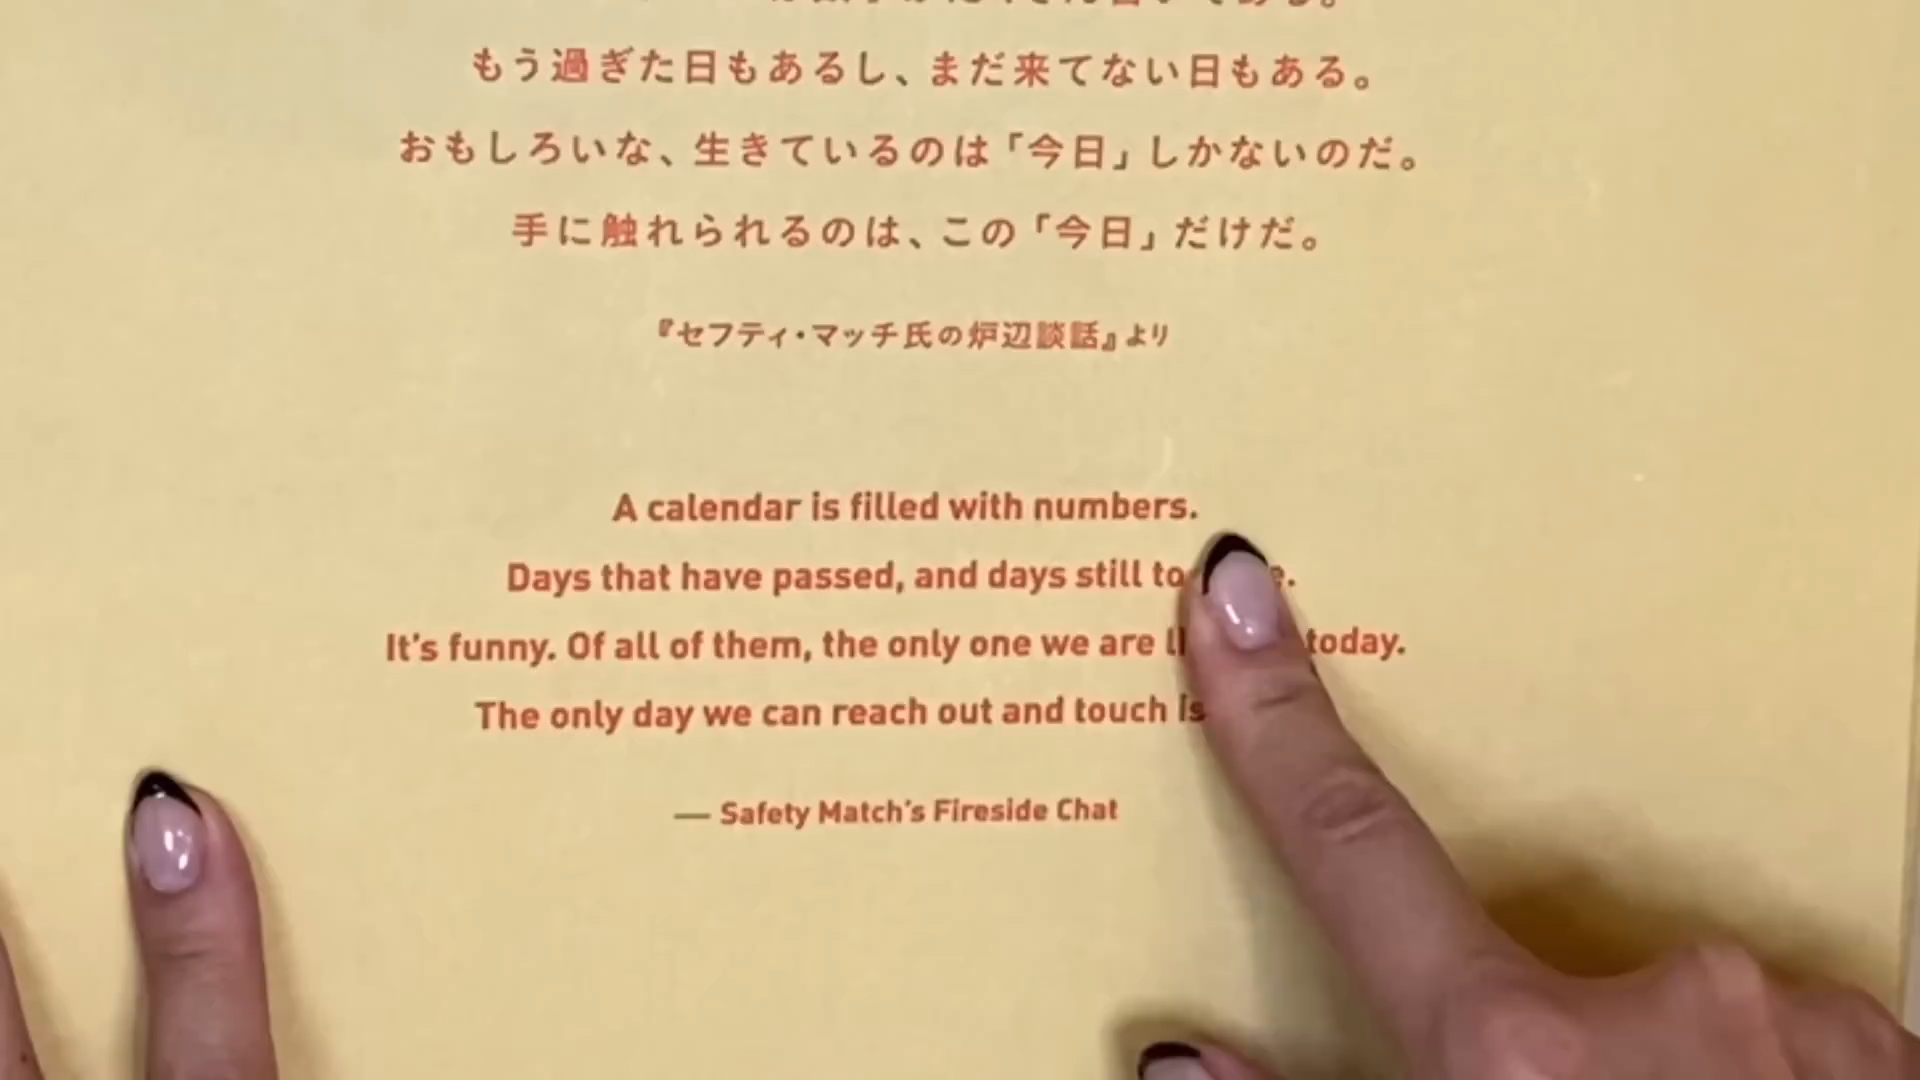 もう過ぎた日もあるし、まだ来てない日もある。
おもしろいな、生きているのは「今日」しかないのだ。
手に触れられるのは、この「今日」だけだ。
『セフティ・マッチ氏の炉辺談話』より
A calendar is filled with numbers.
Days that have passed, and days still to
It's funny. Of all of them, the only one we are today.
The only day we can reach out and touch is
— Safety Match's Fireside Chat